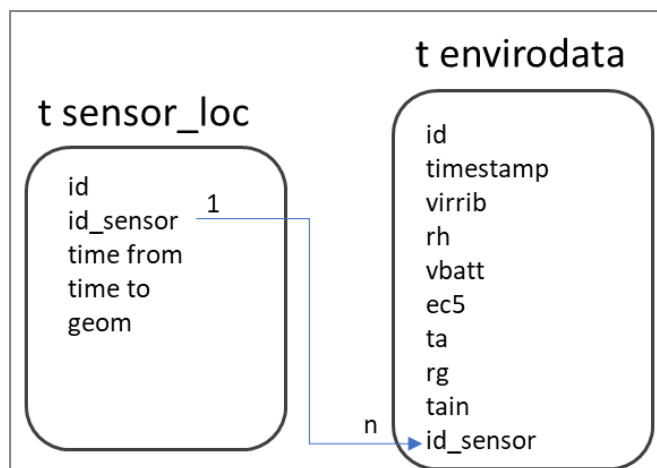 t sensor_loc
id
id_sensor
time from
time to
geom
1
n
t envirodata
id
timestamp
virrib
rh
vbatt
ec5
ta
rg
tain
id_sensor